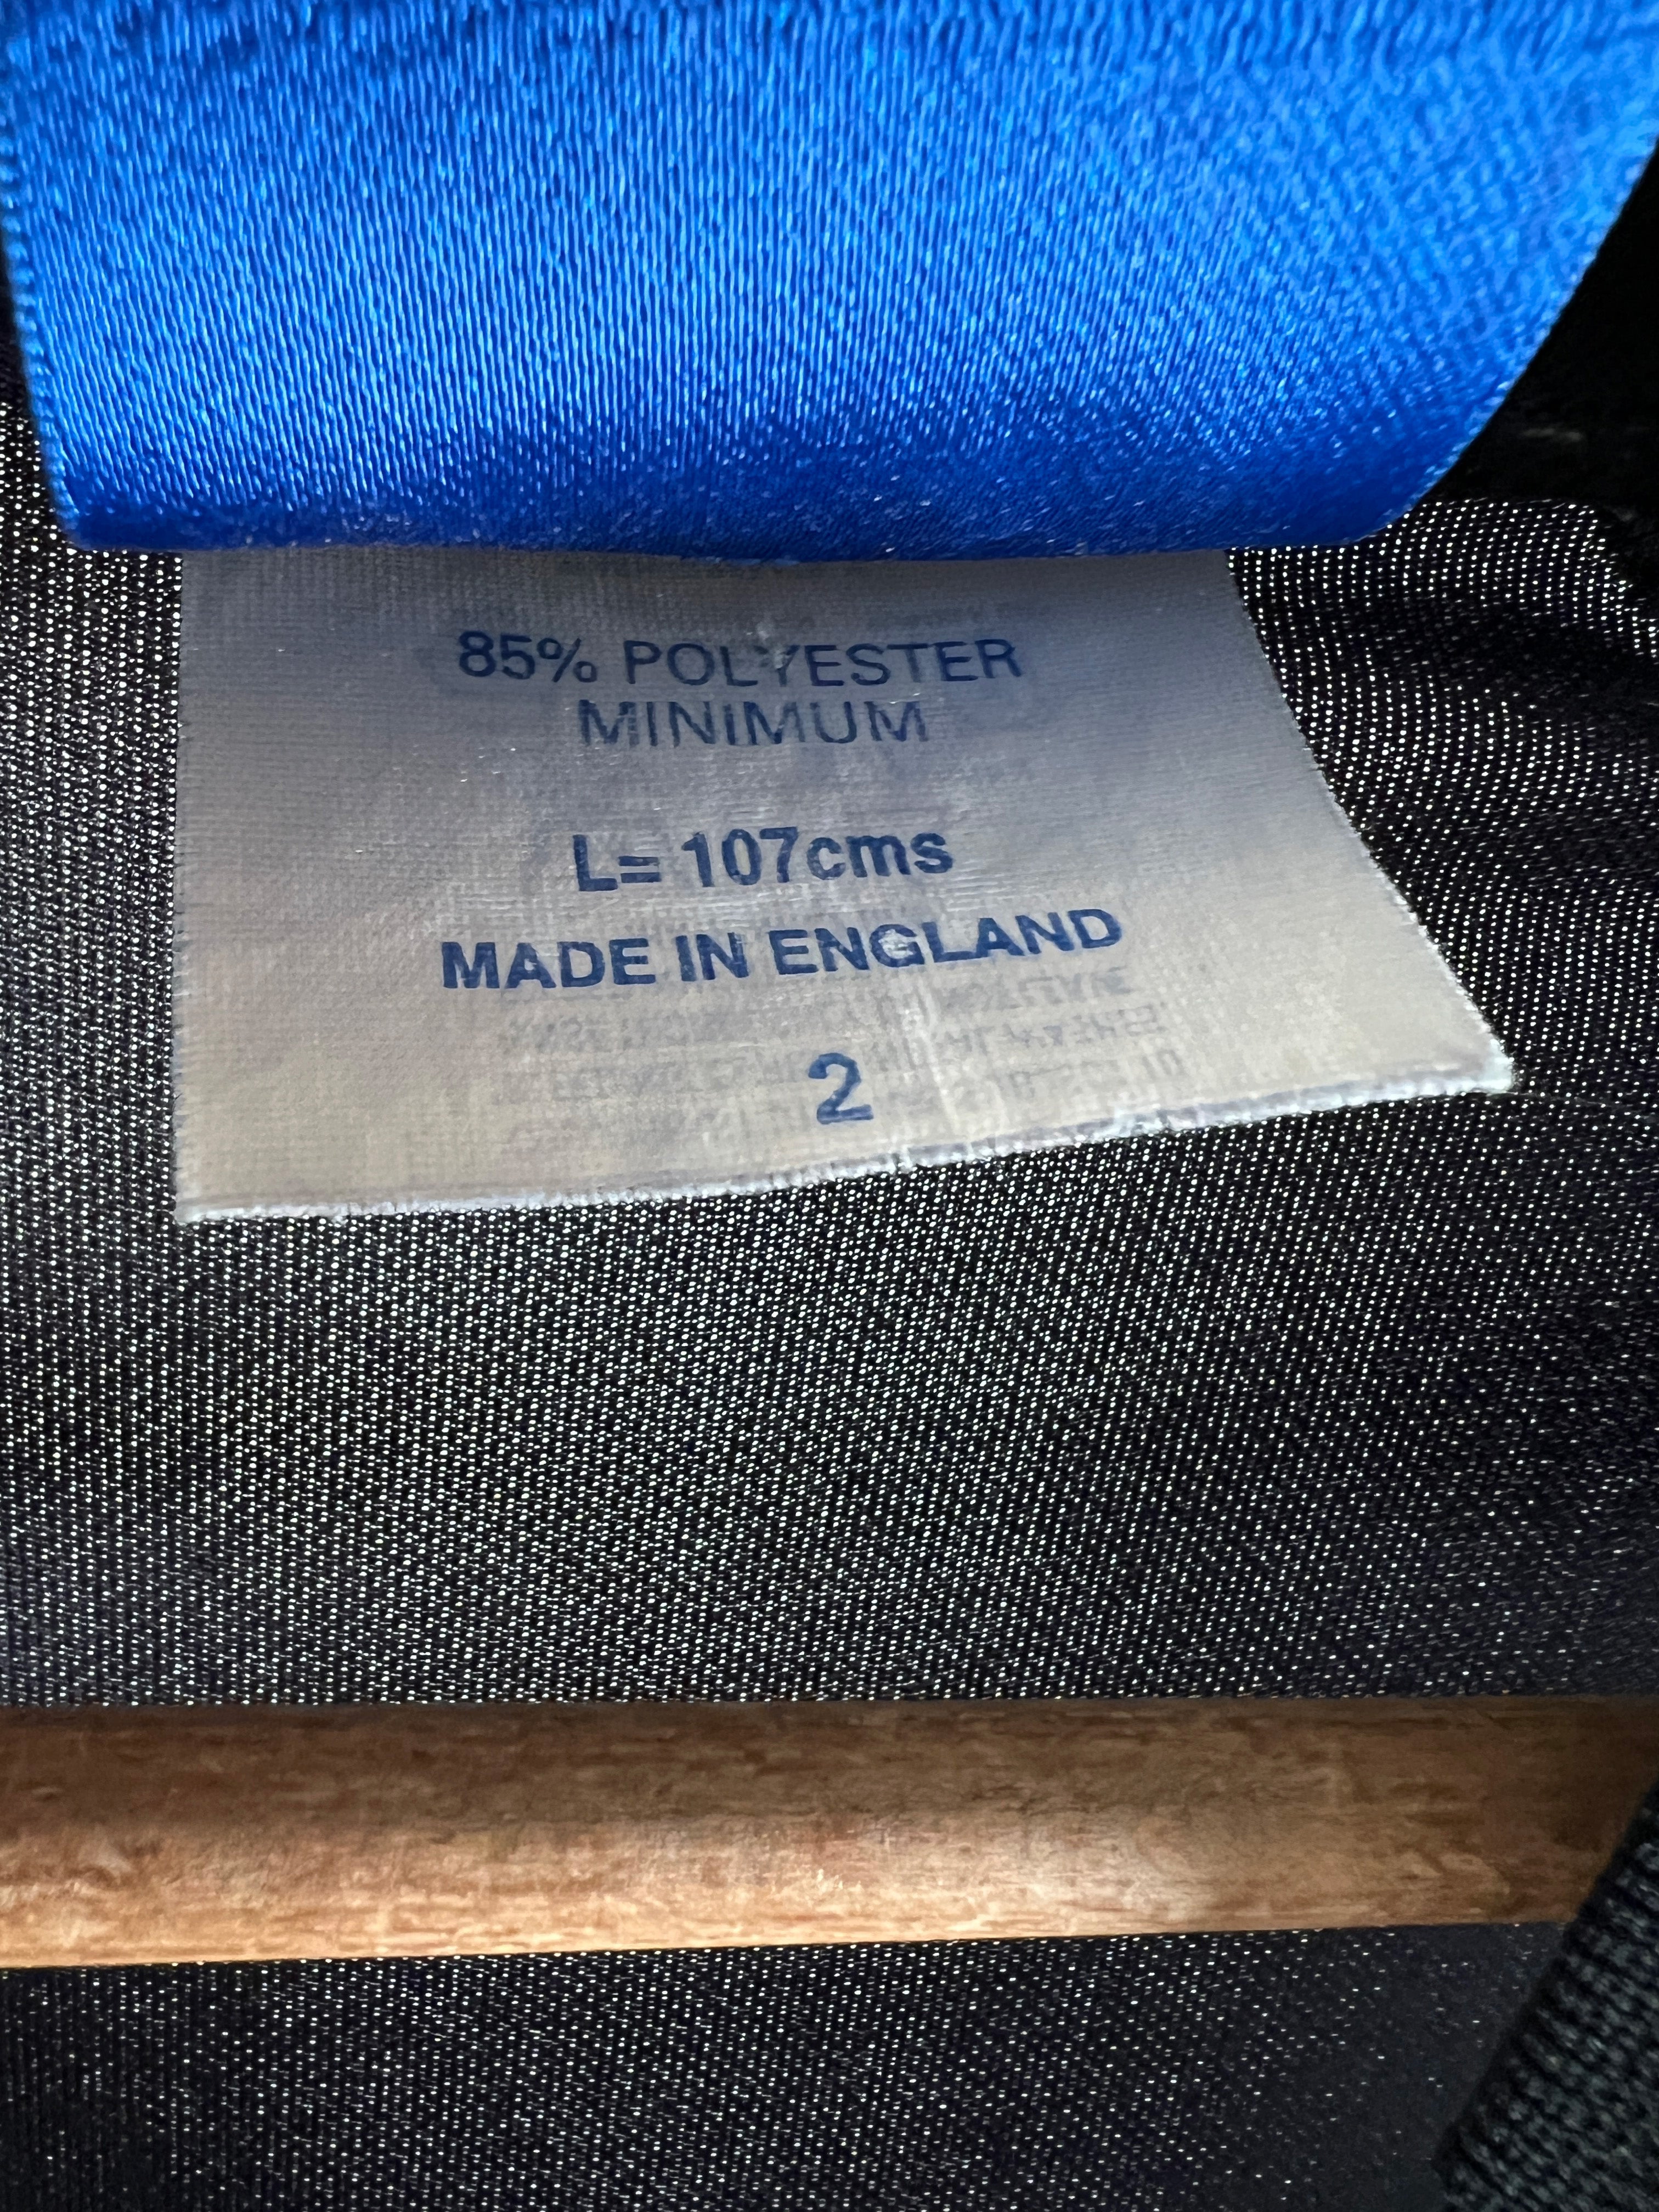 85% POLYESTER
MINIMUM
L= 107cms
MADE IN ENGLAND
2